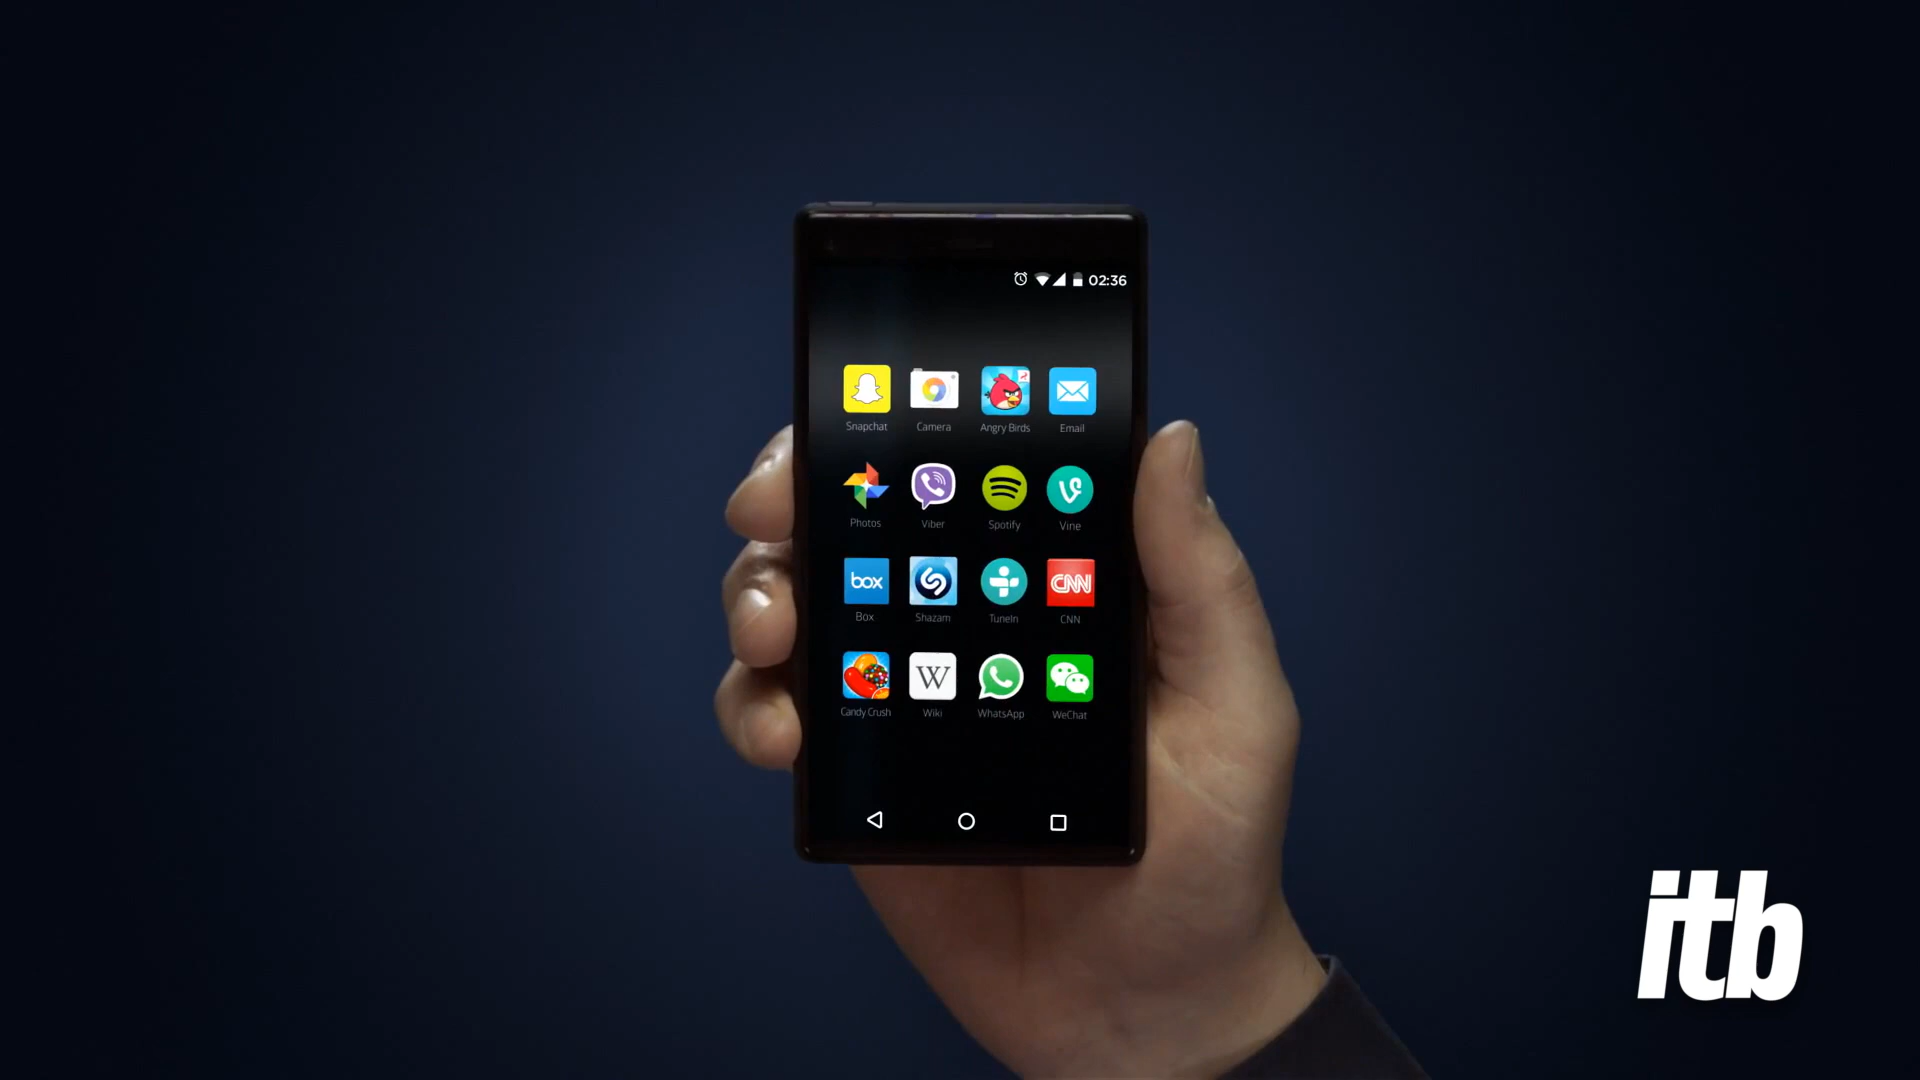 02:36
Snapchat Camera Angry Birds Email
Photos Viber Spotify Vine
box CNN
Box Shazam TuneIn CNN
W
Candy Crush Wiki WhatsApp WeChat
itb